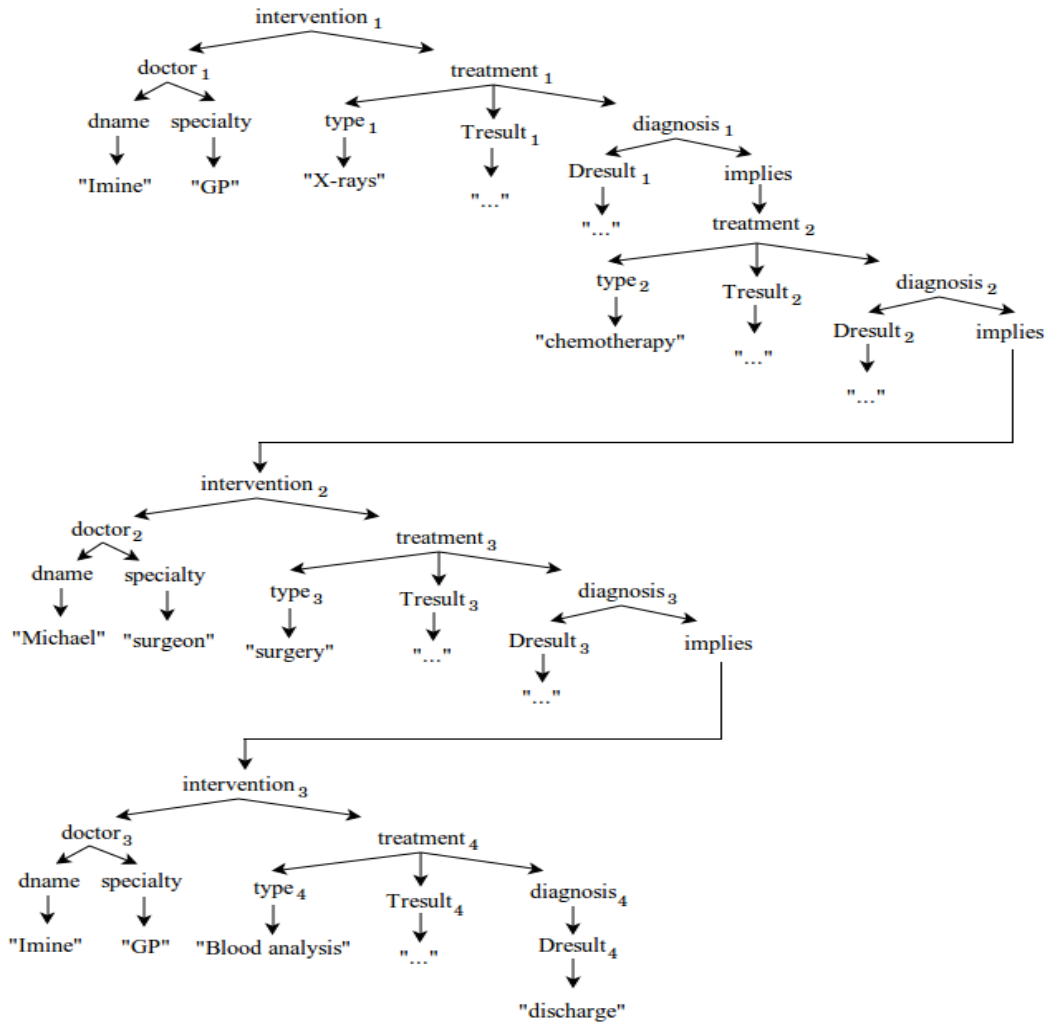 intervention 1
doctor 1 treatment 1
dname specialty type 1 Tresult 1 diagnosis 1
"Imine" "GP" "X-rays" "..." Dresult 1 implies
"..." treatment 2
type 2 Tresult 2 diagnosis 2
"chemotherapy" "..." Dresult 2 implies
"..."
intervention 2
doctor 2 treatment 3
dname specialty type 3 Tresult 3 diagnosis 3
"Michael" "surgeon" "surgery" "..." Dresult 3 implies
"..."
intervention 3
doctor 3 treatment 4
dname specialty type 4 Tresult 4 diagnosis 4
"Imine" "GP" "Blood analysis" "..." Dresult 4
"discharge"